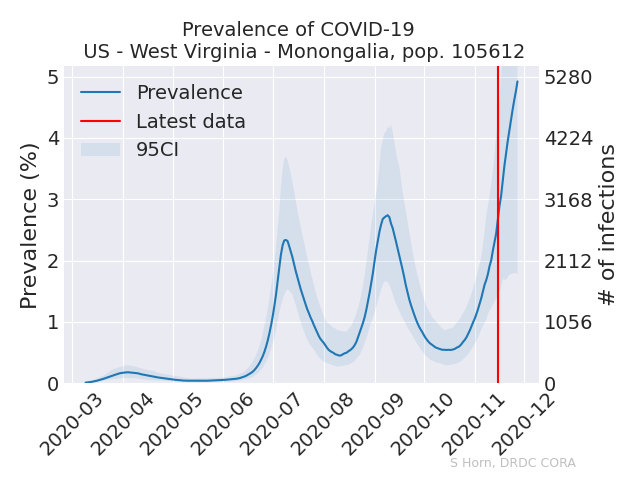 Prevalence of COVID-19
US - West Virginia - Monongalia, pop. 105612
Prevalence
Latest data
95CI
Prevalence (%)
5
4
3
2
1
0
5280
4224
3168
2112
1056
0
# of infections
2020-03
2020-04
2020-05
2020-06
2020-07
2020-08
2020-09
2020-10
2020-11
2020-12
S Horn, DRDC CORA